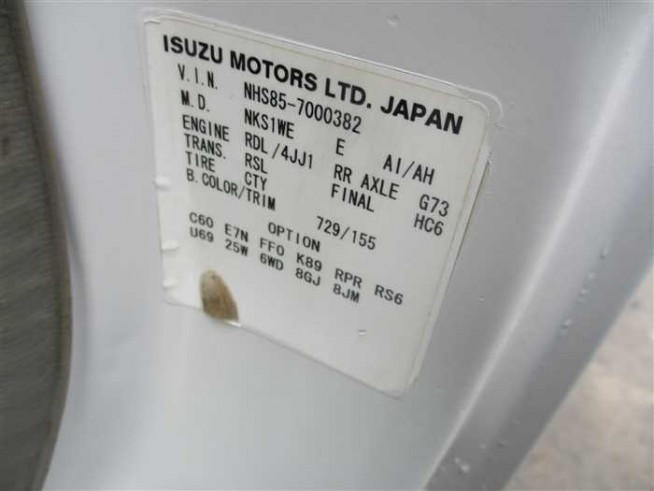 ISUZU MOTORS LTD. JAPAN
V.I.N. NHS85-7000382
M.D. NKS1WE E AI/AH
ENGINE RDL/4JJ1 RR AXLE G73
TRANS. RSL FINAL HC6
TIRE CTY
B.COLOR/TRIM 729/155
OPTION
C60 E7N FF0 K89 RPR RS6
U69 25W 6WD 8GJ 8JM